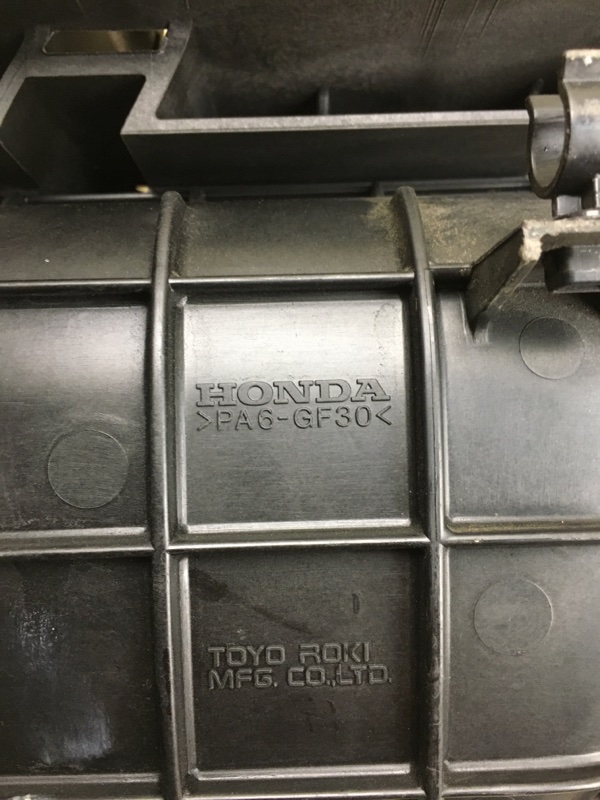 HONDA
>PA6-GF30<
TOYO ROKI
MFG. CO.,LTD.